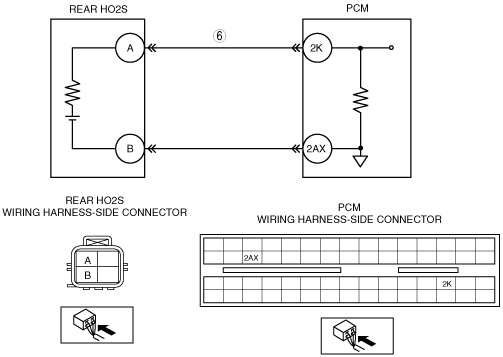 REAR HO2S
PCM
A
6
2K
B
2AX
REAR HO2S
WIRING HARNESS-SIDE CONNECTOR
PCM
WIRING HARNESS-SIDE CONNECTOR
A
B
2AX
2K